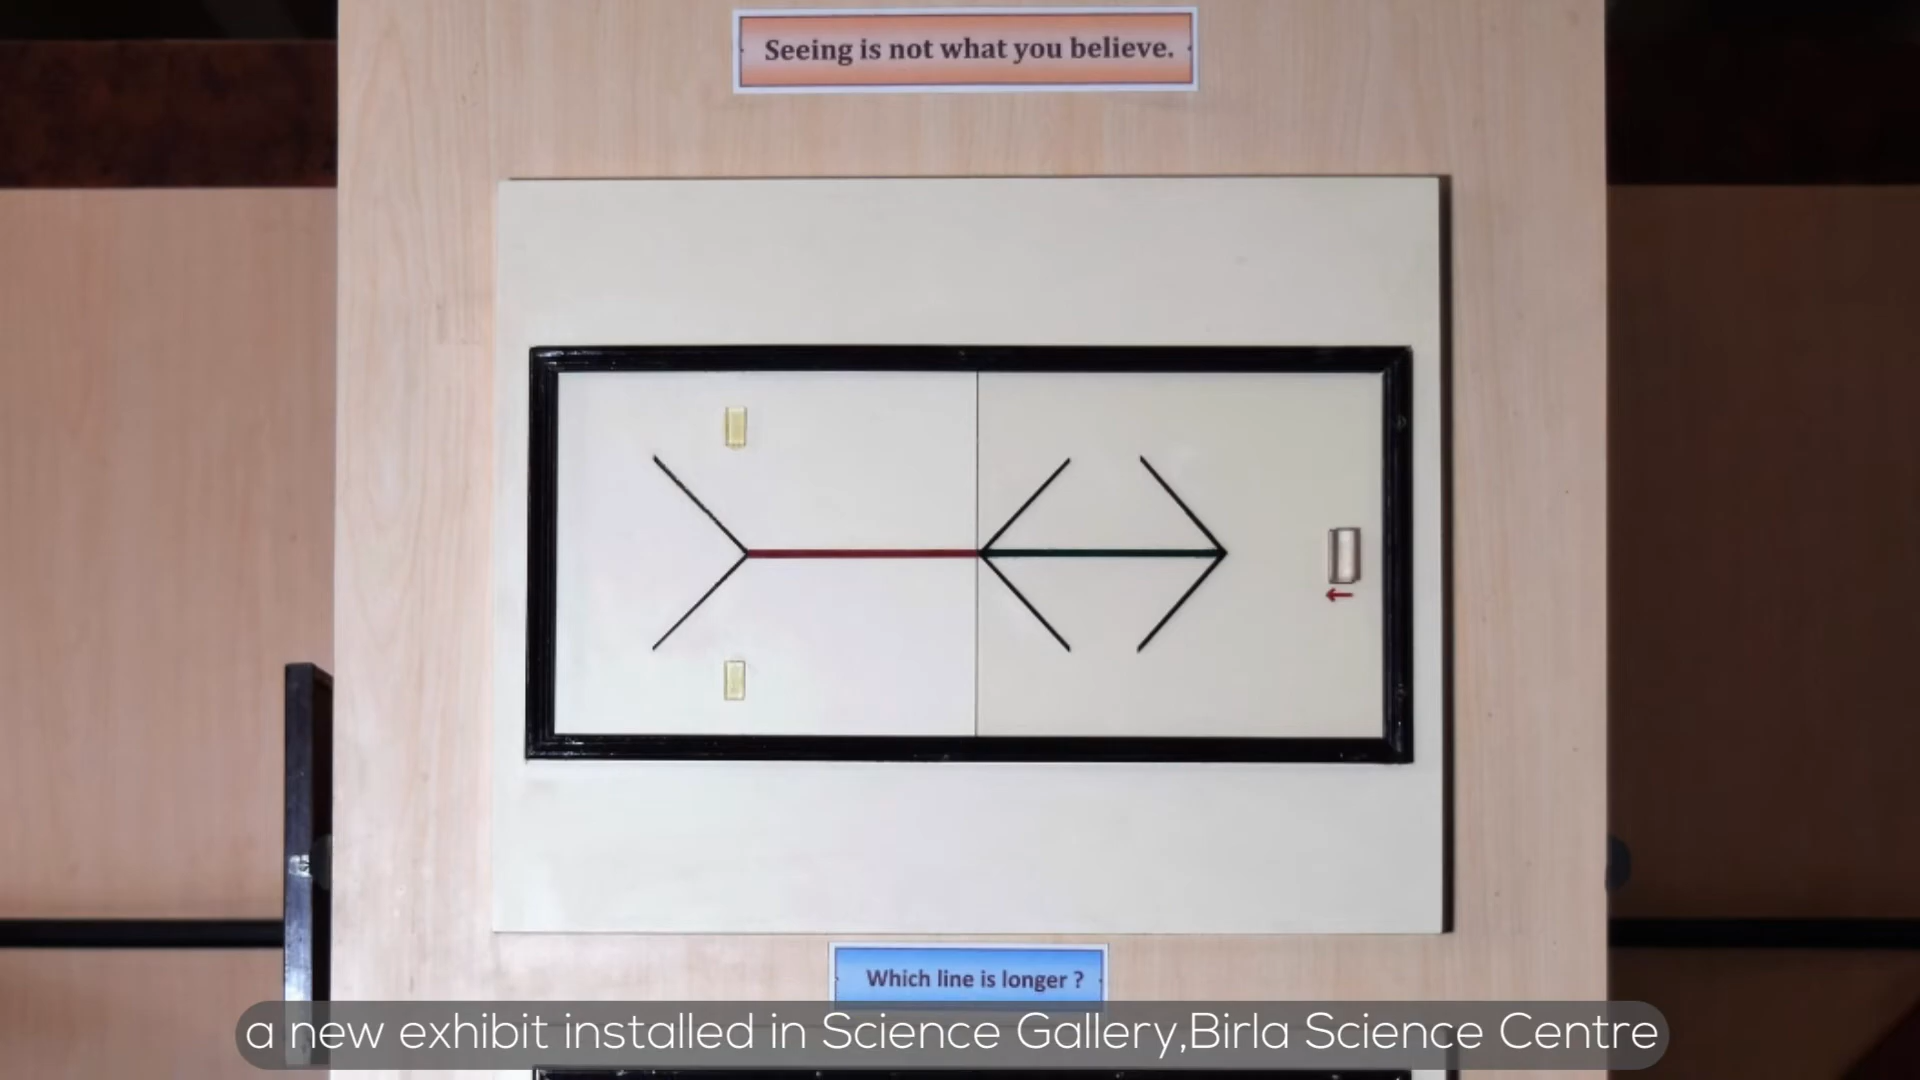 Seeing is not what you believe.
Which line is longer ?
a new exhibit installed in Science Gallery,Birla Science Centre